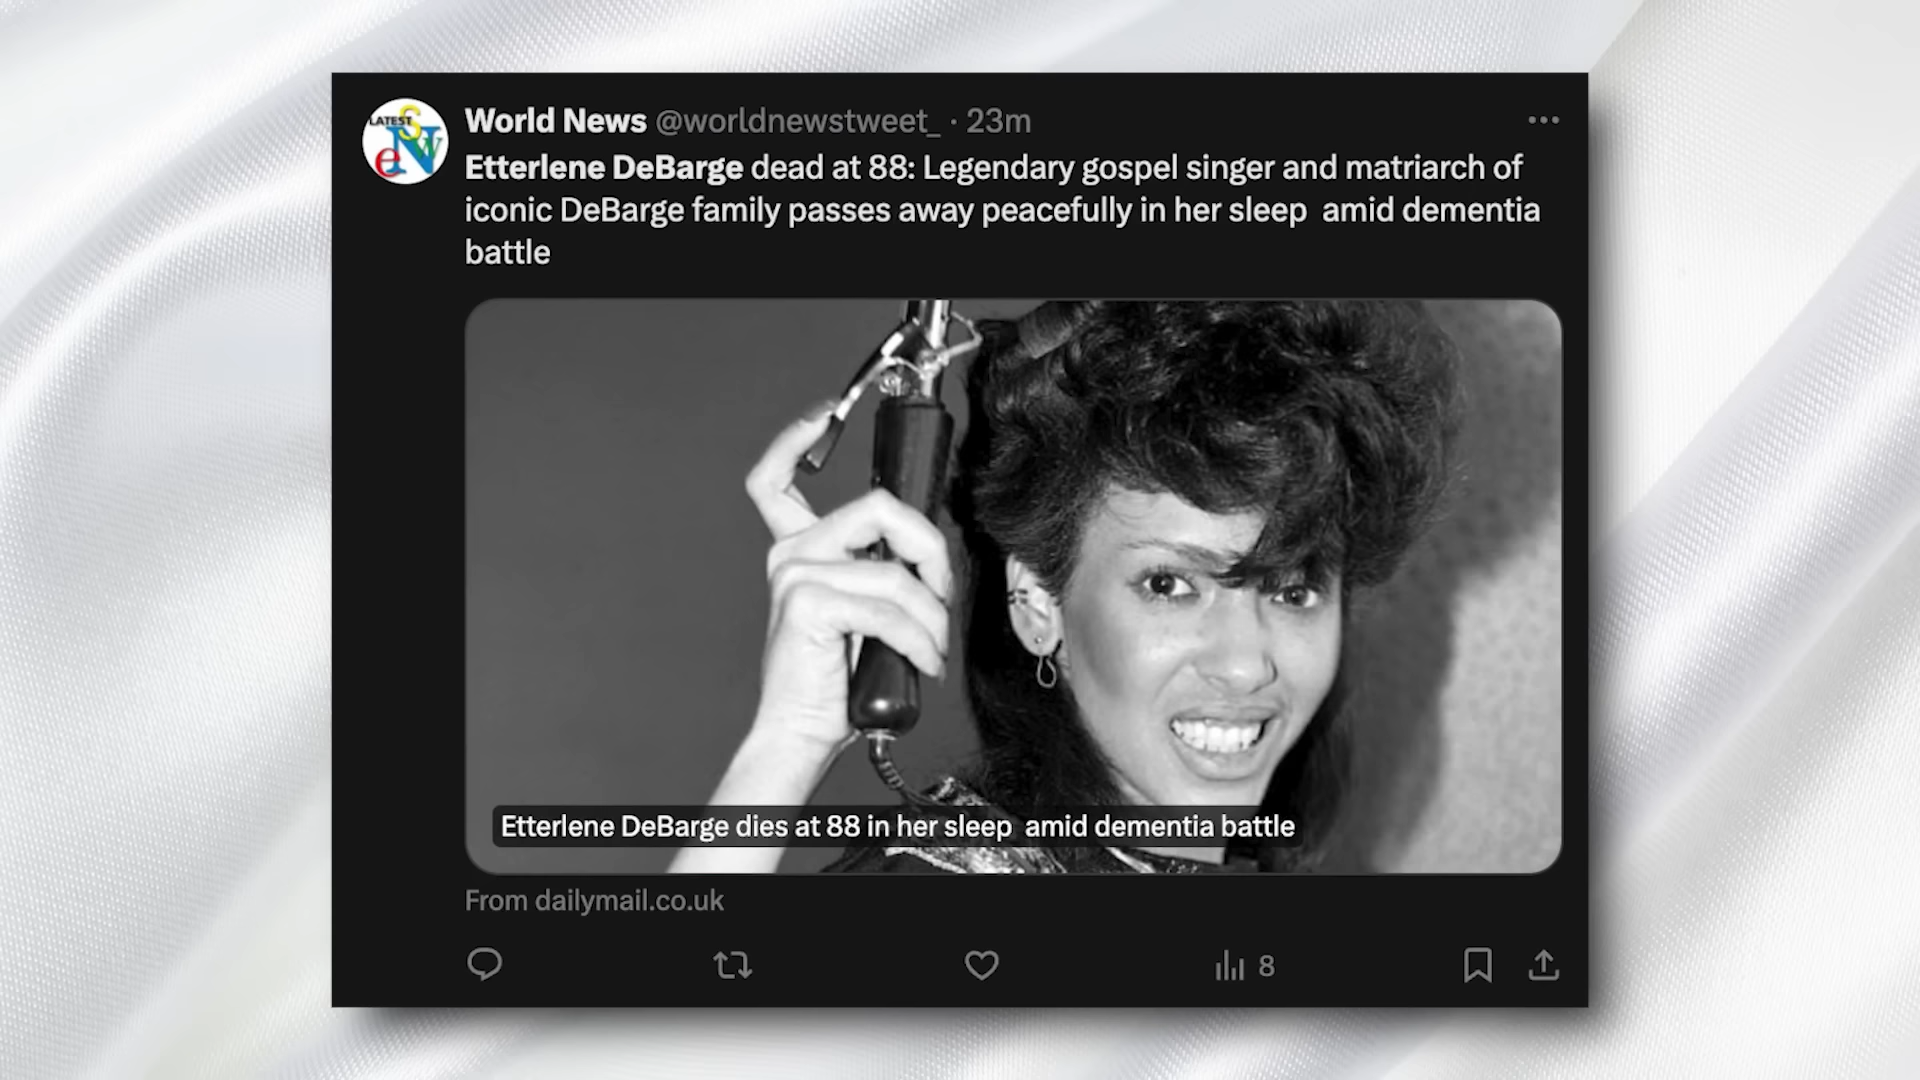 LATEST
NEWS
World News @worldnewstweet_ · 23m
Etterlene DeBarge dead at 88: Legendary gospel singer and matriarch of
iconic DeBarge family passes away peacefully in her sleep  amid dementia
battle
Etterlene DeBarge dies at 88 in her sleep  amid dementia battle
From dailymail.co.uk
8